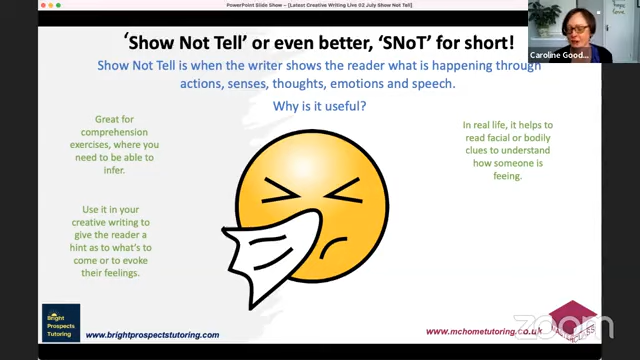 PowerPoint Slide Show – [Latest Creative Writing Live 02 July Show Not Tell]
‘Show Not Tell’ or even better, ‘SNoT’ for short!
Show Not Tell is when the writer shows the reader what is happening through
actions, senses, thoughts, emotions and speech.
Why is it useful?
Great for
comprehension
exercises, where you
need to be able to
infer.
Use it in your
creative writing to
give the reader a
hint as to what's to
come or to evoke
their feelings.
In real life, it helps to
read facial or bodily
clues to understand
how someone is
feeing.
Caroline Good...
Bright
Prospects
Tutoring
www.brightprospectstutoring.com
www.mchometutoring.co.uk
zoom